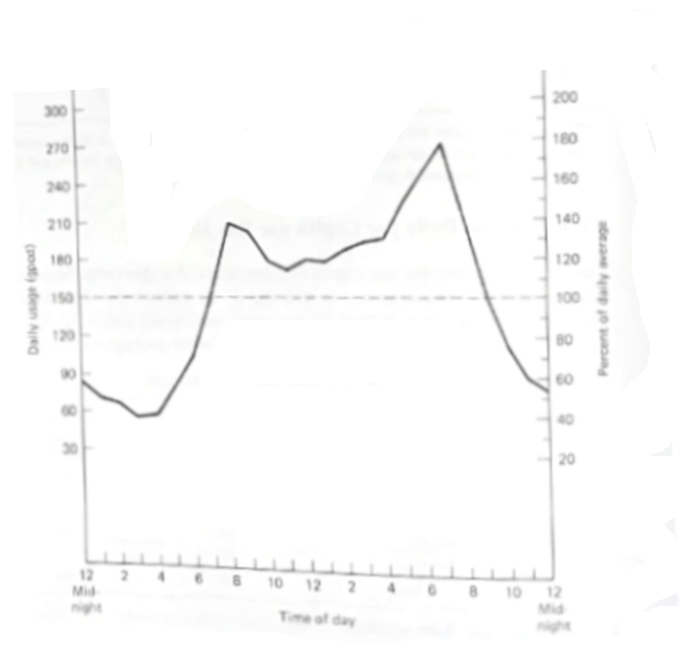 300
270
240
210
180
150
120
90
60
30
Daily usage (gpcd)
200
180
160
140
120
100
80
60
40
20
Percent of daily average
12 2 4 6 8 10 12 2 4 6 8 10 12
Mid-
night
Mid-
night
Time of day